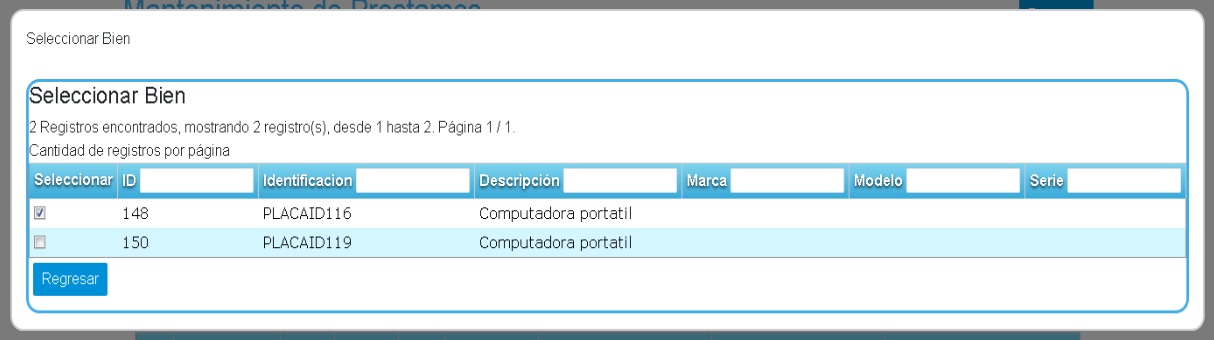 Mantenimiento de Prestamos
Seleccionar Bien
Seleccionar Bien
2 Registros encontrados, mostrando 2 registro(s), desde 1 hasta 2. Página 1 / 1.
Cantidad de registros por página
Seleccionar ID Identificacion Descripción Marca Modelo Serie
148 PLACAID116 Computadora portatil
150 PLACAID119 Computadora portatil
Regresar